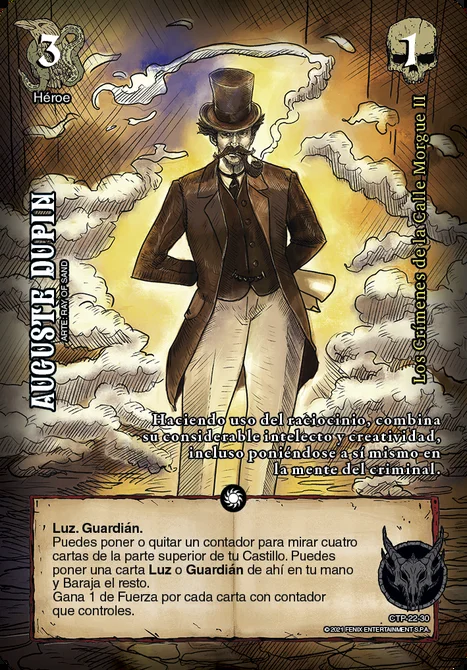 3
Héroe
1
AUGUSTE DUPIN
ARTE: RAY OF SAND
Los Crímenes de la Calle Morgue II
Haciendo uso del raciocinio, combina
su considerable intelecto y creatividad,
incluso poniéndose a sí mismo en
la mente del criminal.
Luz. Guardián.
Puedes poner o quitar un contador para mirar cuatro
cartas de la parte superior de tu Castillo. Puedes
poner una carta Luz o Guardián de ahí en tu mano
y Baraja el resto.
Gana 1 de Fuerza por cada carta con contador
que controles.
CTP-22-30
© 2021 FENIX ENTERTAINMENT S.P.A.